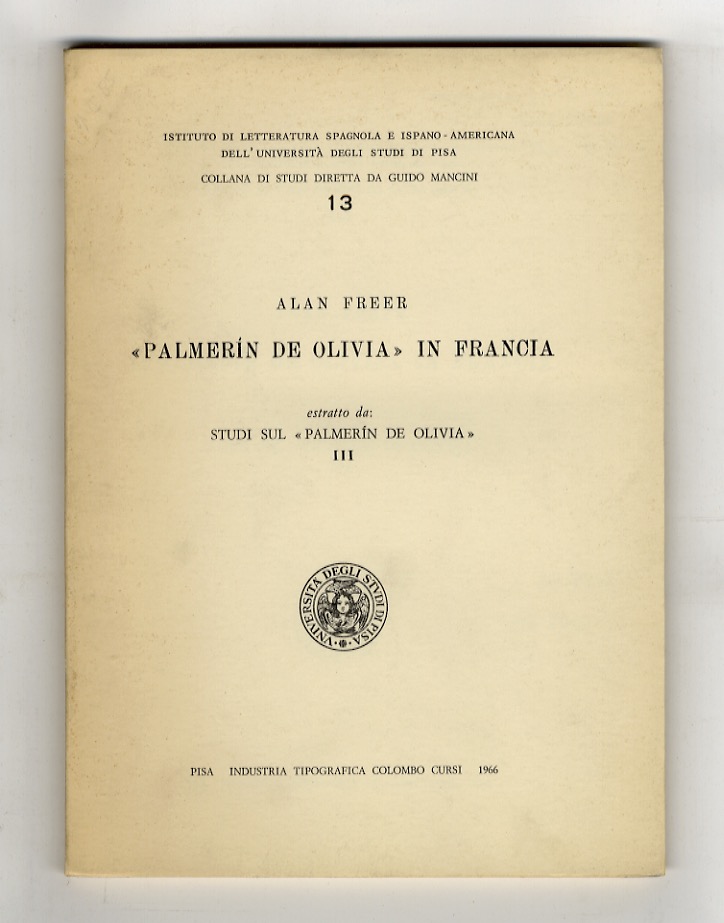 ISTITUTO DI LETTERATURA SPAGNOLA E ISPANO-AMERICANA
DELL'UNIVERSITÀ DEGLI STUDI DI PISA
COLLANA DI STUDI DIRETTA DA GUIDO MANCINI
13
ALAN FREER
«PALMERÍN DE OLIVIA» IN FRANCIA
estratto da:
STUDI SUL «PALMERÍN DE OLIVIA»
III
VNIVERSITÀ DEGLI STVDI DI PISA
PISA INDUSTRIA TIPOGRAFICA COLOMBO CURSI 1966